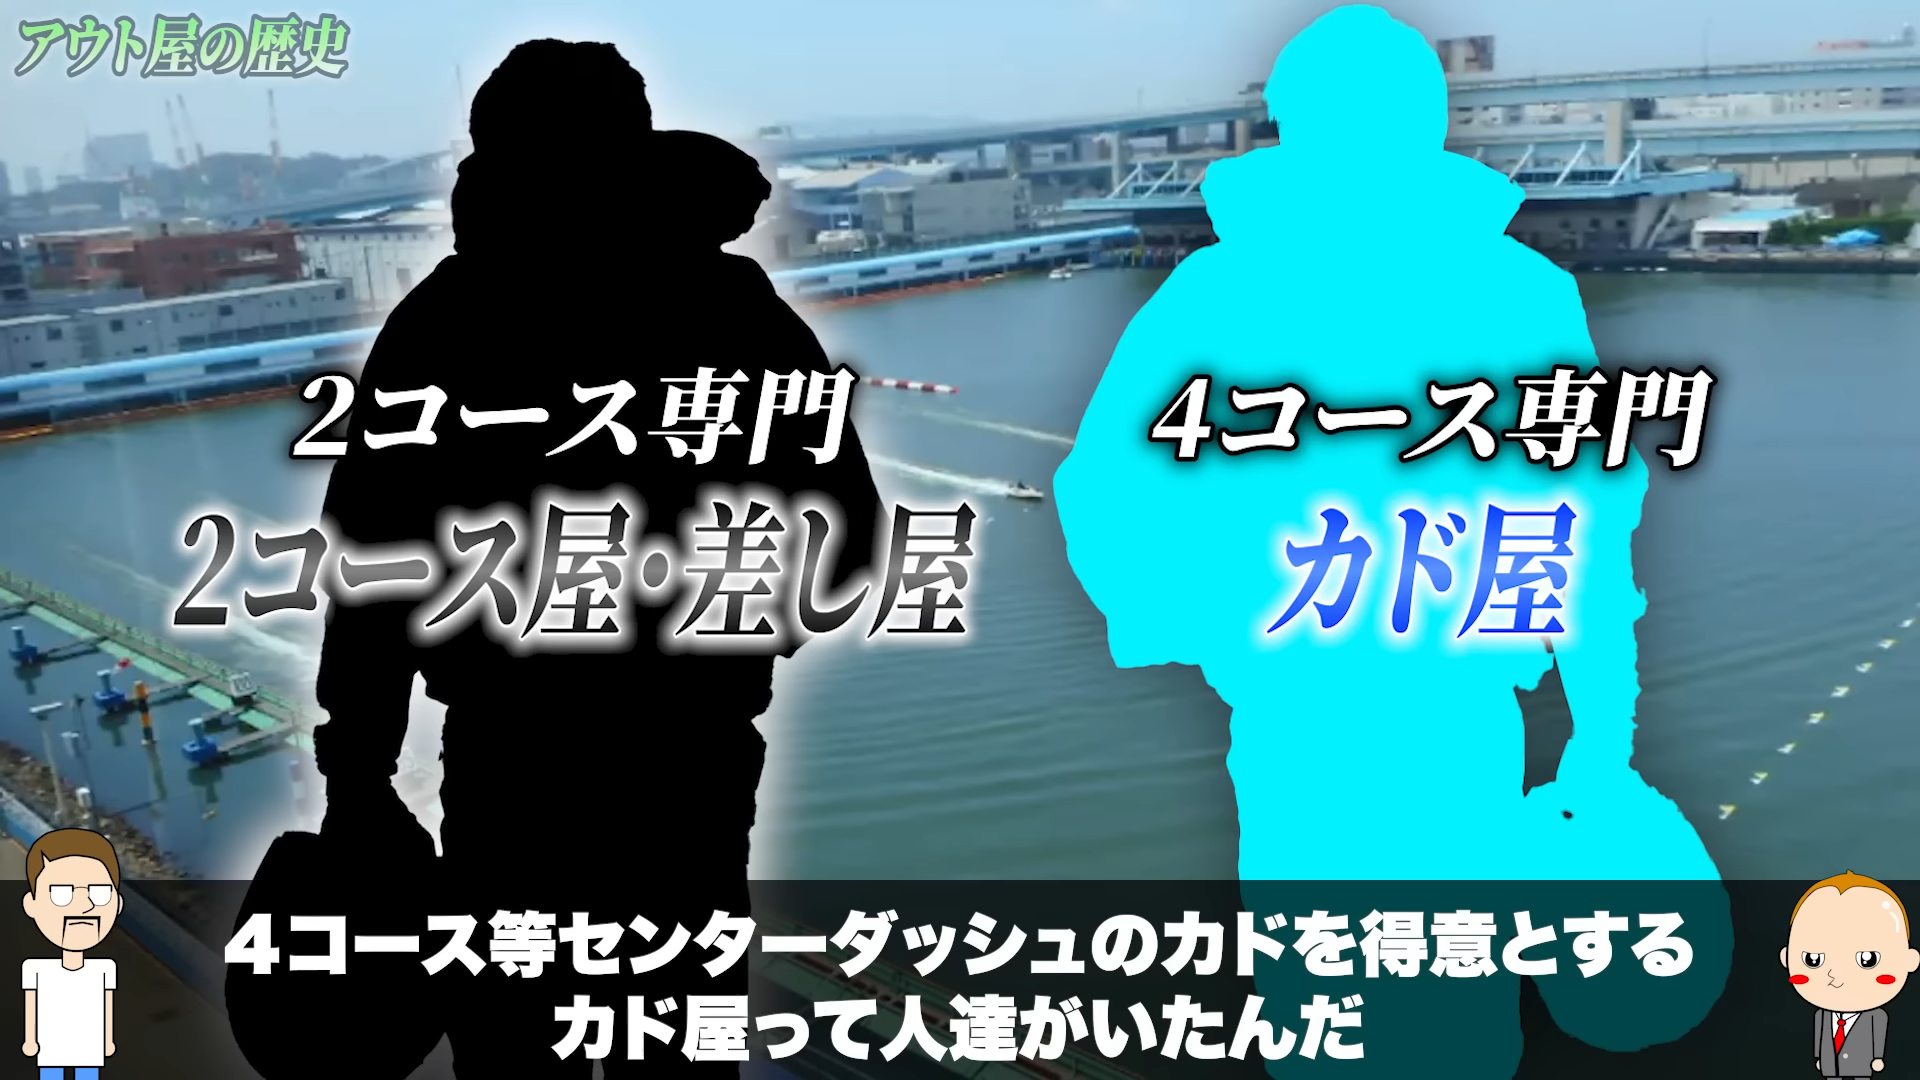 アウト屋の歴史
2コース専門
2コース屋・差し屋
4コース専門
カド屋
4コース等センターダッシュのカドを得意とする
カド屋って人達がいたんだ